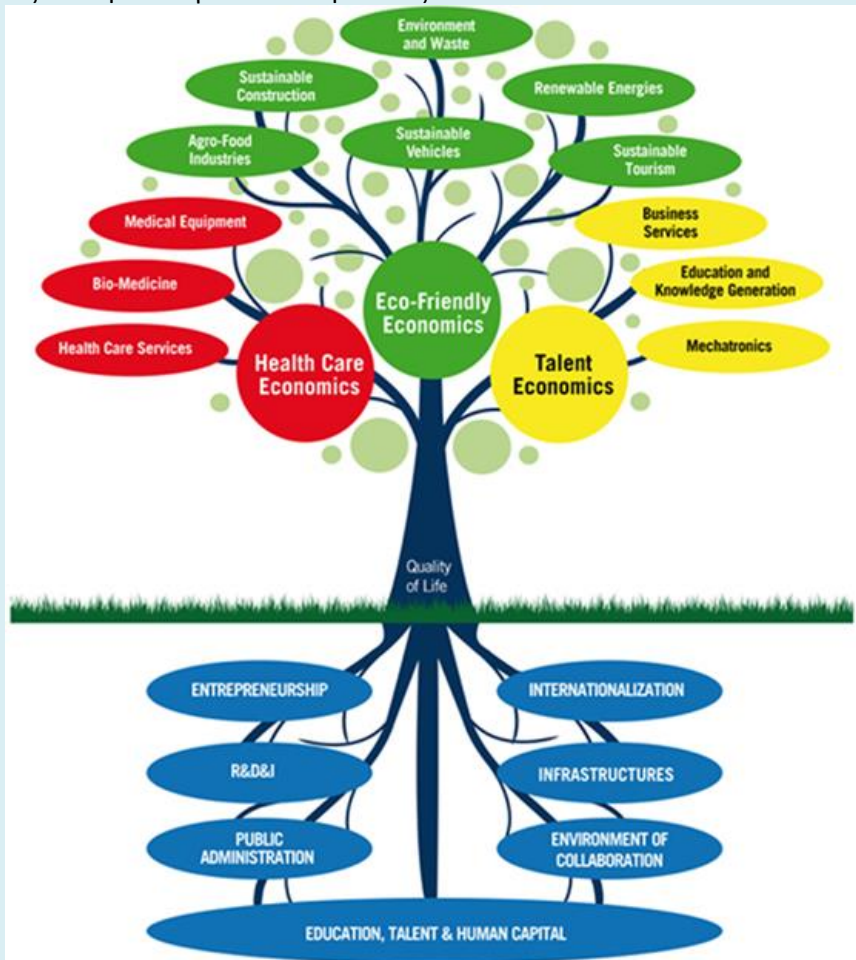 Environment
and Waste
Sustainable
Construction
Renewable Energies
Agro-Food
Industries
Sustainable
Vehicles
Sustainable
Tourism
Medical Equipment
Business
Services
Bio-Medicine
Education and
Knowledge Generation
Health Care Services
Mechatronics
Eco-Friendly
Economics
Health Care
Economics
Talent
Economics
Quality
of Life
ENTREPRENEURSHIP
INTERNATIONALIZATION
R&D&I
INFRASTRUCTURES
PUBLIC
ADMINISTRATION
ENVIRONMENT OF
COLLABORATION
EDUCATION, TALENT & HUMAN CAPITAL